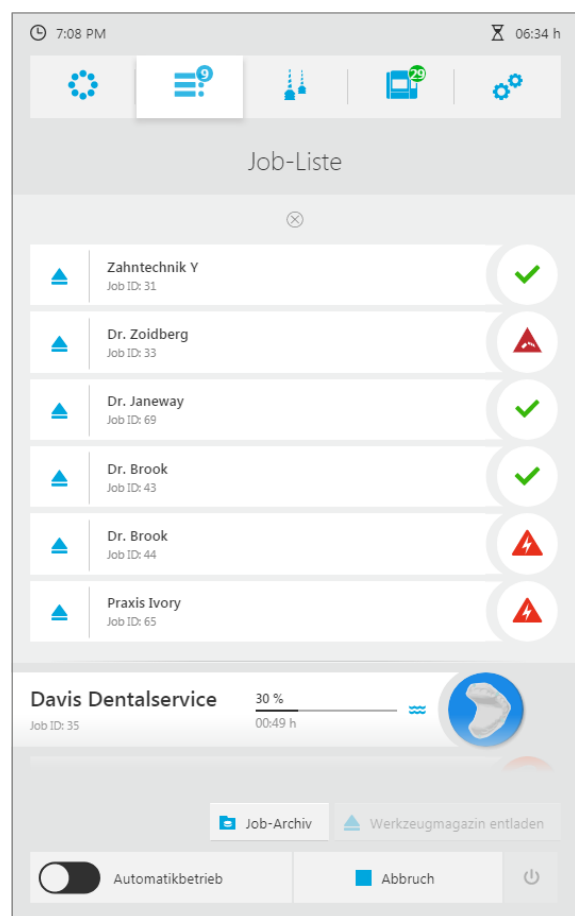 7:08 PM
06:34 h
9
29
Job-Liste
Zahntechnik Y
Job ID: 31
Dr. Zoidberg
Job ID: 33
Dr. Janeway
Job ID: 69
Dr. Brook
Job ID: 43
Dr. Brook
Job ID: 44
Praxis Ivory
Job ID: 65
Davis Dentalservice
Job ID: 35
30 %
00:49 h
Job-Archiv
Werkzeugmagazin entladen
Automatikbetrieb
Abbruch